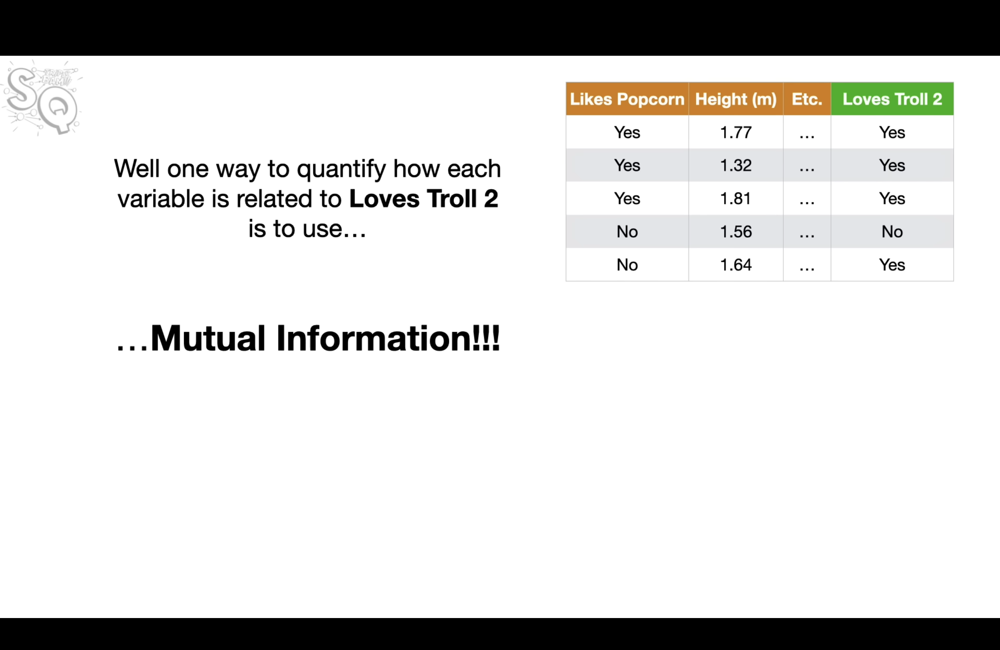 TRIPLE
BAM!!!
SQ
Well one way to quantify how each
variable is related to Loves Troll 2
is to use…
…Mutual Information!!!
Likes Popcorn Height (m) Etc. Loves Troll 2
Yes 1.77 … Yes
Yes 1.32 … Yes
Yes 1.81 … Yes
No 1.56 … No
No 1.64 … Yes